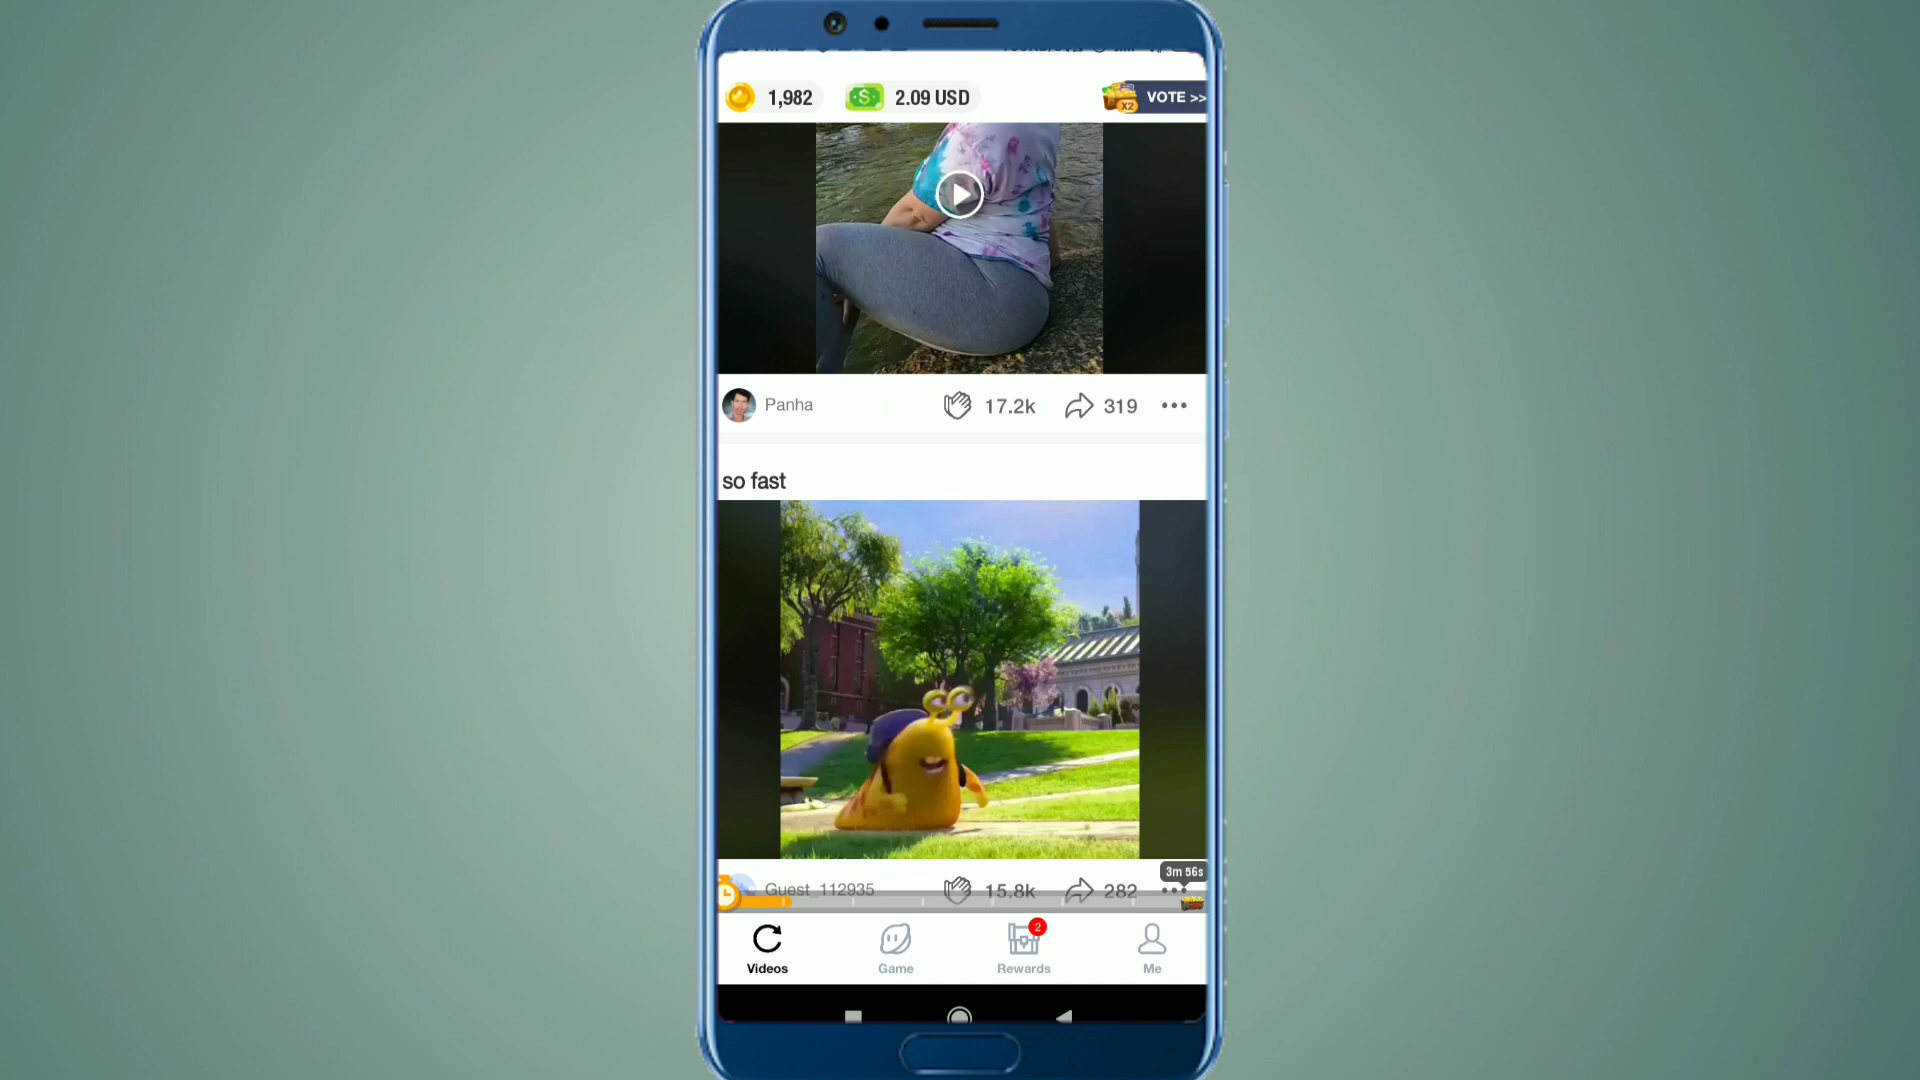 1,982
2.09 USD
X2
VOTE >>
Panha
17.2k
319
so fast
3m 56s
Guest_112935
15.8k
282
2
Videos
Game
Rewards
Me